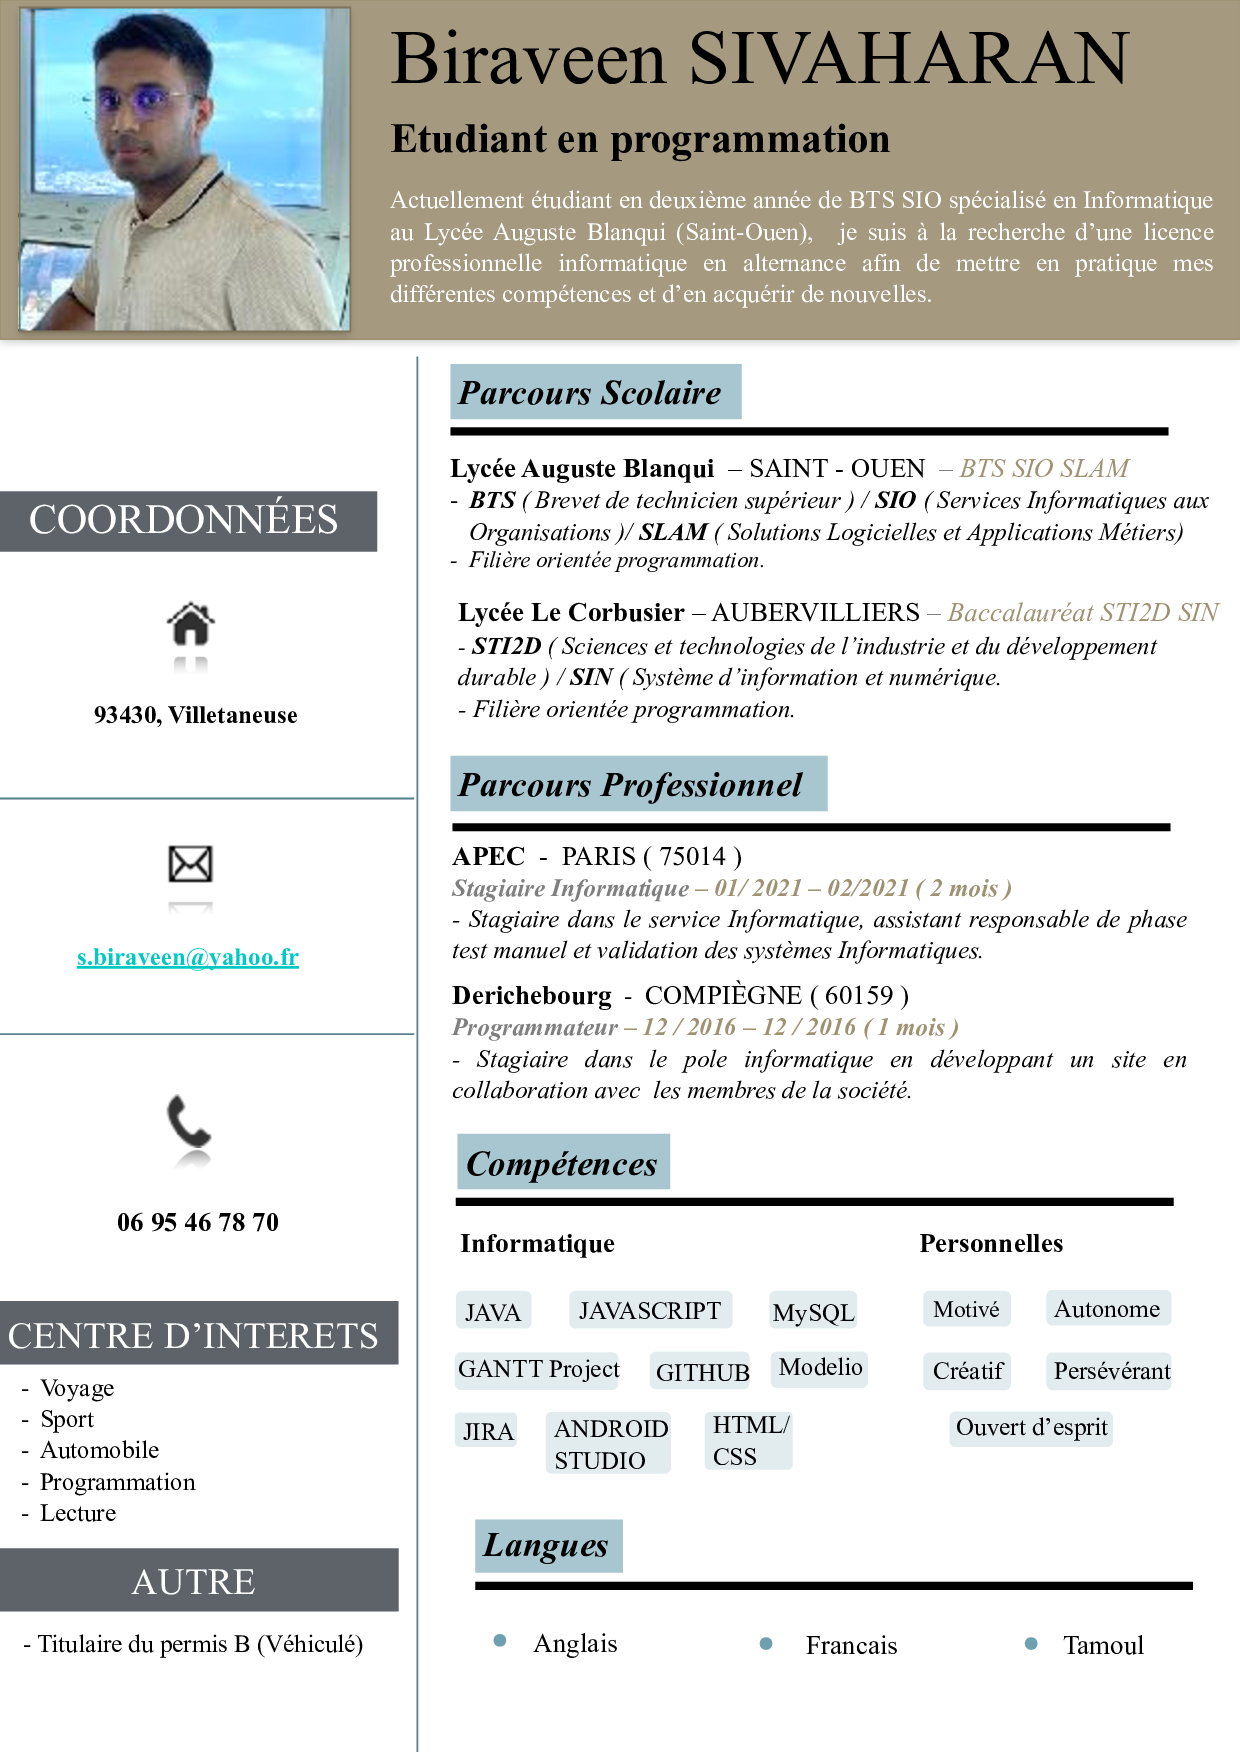 Biraveen SIVAHARAN
Etudiant en programmation
Actuellement étudiant en deuxième année de BTS SIO spécialisé en Informatique
au Lycée Auguste Blanqui (Saint-Ouen), je suis à la recherche d’une licence
professionnelle informatique en alternance afin de mettre en pratique mes
différentes compétences et d’en acquérir de nouvelles.
COORDONNÉES
93430, Villetaneuse
s.biraveen@yahoo.fr
06 95 46 78 70
CENTRE D’INTERETS
- Voyage
- Sport
- Automobile
- Programmation
- Lecture
AUTRE
- Titulaire du permis B (Véhiculé)
Parcours Scolaire
Lycée Auguste Blanqui – SAINT - OUEN – BTS SIO SLAM
- BTS ( Brevet de technicien supérieur ) / SIO ( Services Informatiques aux
Organisations )/ SLAM ( Solutions Logicielles et Applications Métiers)
- Filière orientée programmation.
Lycée Le Corbusier – AUBERVILLIERS – Baccalauréat STI2D SIN
- STI2D ( Sciences et technologies de l’industrie et du développement
durable ) / SIN ( Système d’information et numérique.
- Filière orientée programmation.
Parcours Professionnel
APEC - PARIS ( 75014 )
Stagiaire Informatique – 01/ 2021 – 02/2021 ( 2 mois )
- Stagiaire dans le service Informatique, assistant responsable de phase
test manuel et validation des systèmes Informatiques.
Derichebourg - COMPIÈGNE ( 60159 )
Programmateur – 12 / 2016 – 12 / 2016 ( 1 mois )
- Stagiaire dans le pole informatique en développant un site en
collaboration avec les membres de la société.
Compétences
Informatique
JAVA JAVASCRIPT MySQL
GANTT Project GITHUB Modelio
JIRA ANDROID STUDIO HTML/ CSS
Personnelles
Motivé Autonome
Créatif Persévérant
Ouvert d’esprit
Langues
Anglais Francais Tamoul